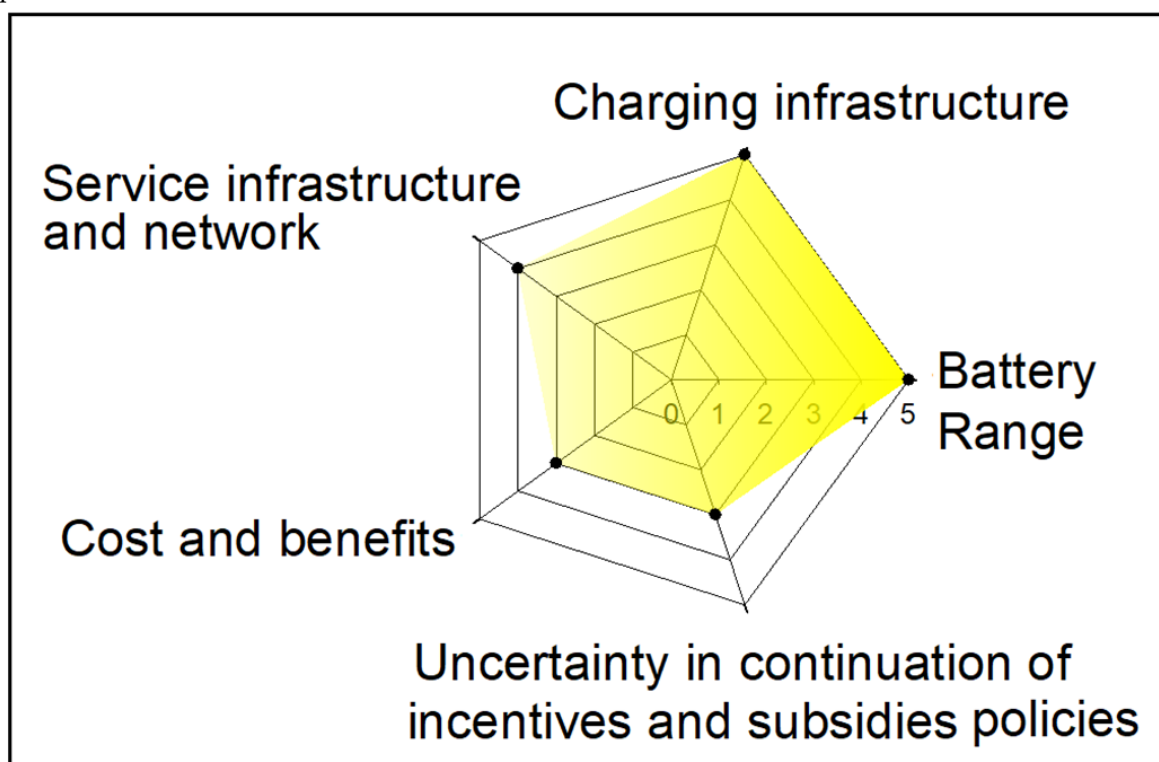 Charging infrastructure
Service infrastructure
and network
Battery
Range
0 1 2 3 4 5
Cost and benefits
Uncertainty in continuation of
incentives and subsidies policies